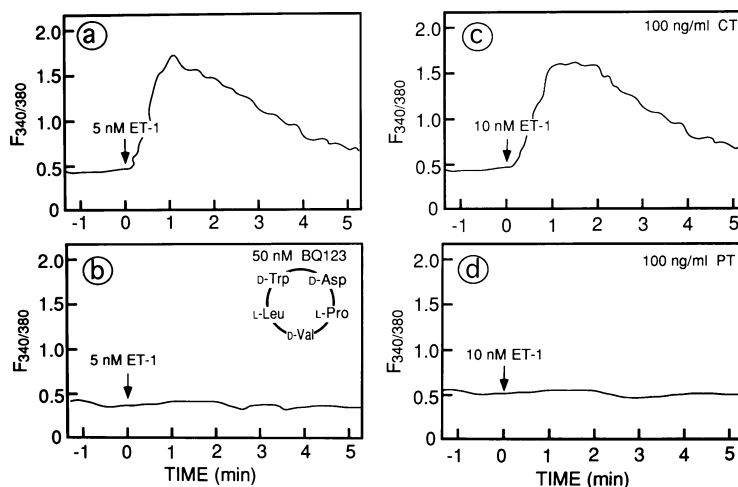 a
2.0
1.5
1.0
0.5
0
F340/380
5 nM ET-1
-1 0 1 2 3 4 5
c
100 ng/ml CT
2.0
1.5
1.0
0.5
0
F340/380
10 nM ET-1
-1 0 1 2 3 4 5
b
50 nM BQ123
D-Trp D-Asp
L-Leu L-Pro
D-Val
2.0
1.5
1.0
0.5
0
F340/380
5 nM ET-1
-1 0 1 2 3 4 5
TIME (min)
d
100 ng/ml PT
2.0
1.5
1.0
0.5
0
F340/380
10 nM ET-1
-1 0 1 2 3 4 5
TIME (min)